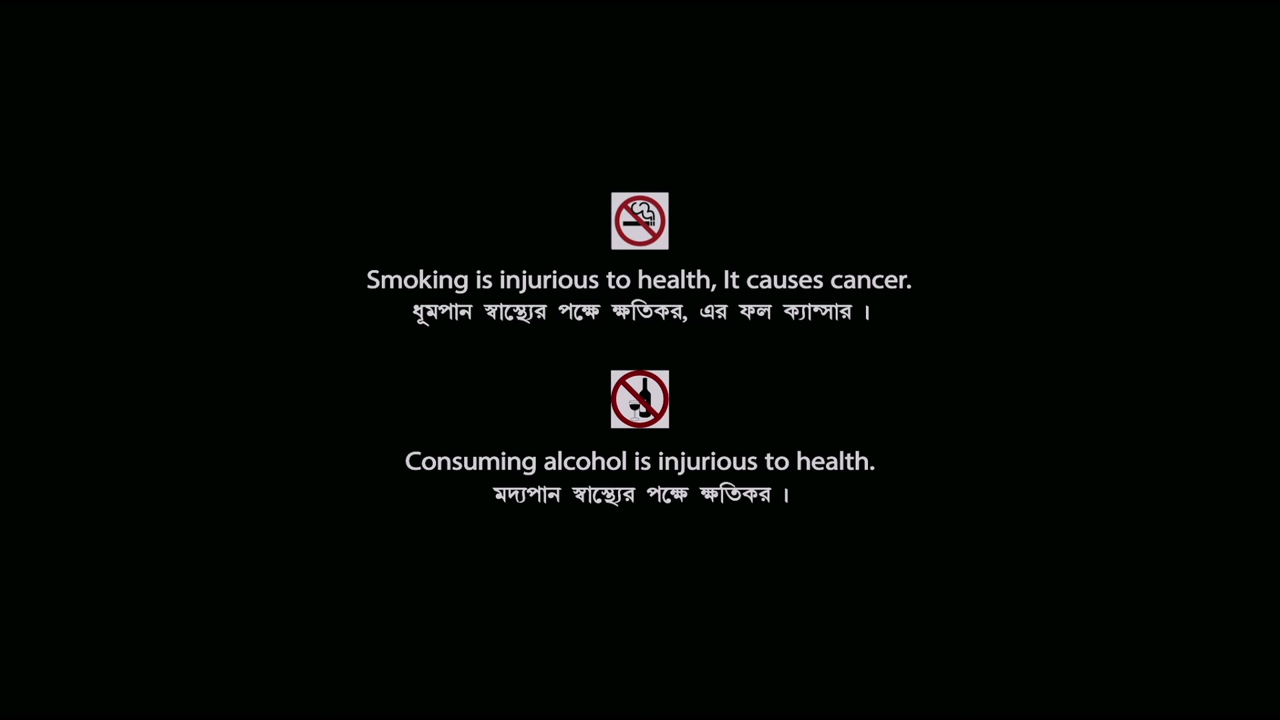 Smoking is injurious to health, It causes cancer.
ধূমপান স্বাস্থ্যের পক্ষে ক্ষতিকর, এর ফল ক্যান্সার ।
Consuming alcohol is injurious to health.
মদ্যপান স্বাস্থ্যের পক্ষে ক্ষতিকর ।